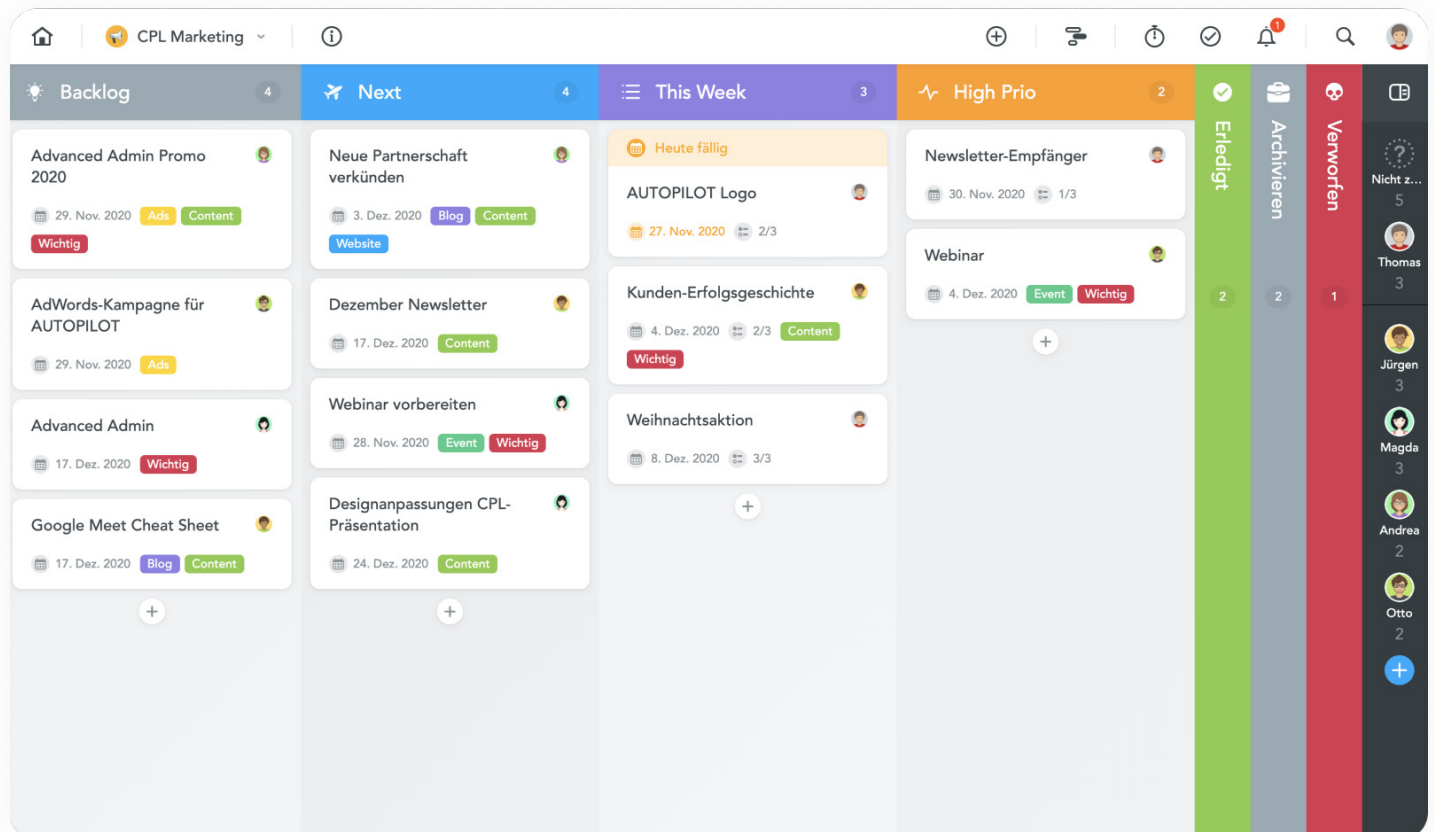 CPL Marketing
1
Backlog 4
Advanced Admin Promo
2020
29. Nov. 2020 Ads Content
Wichtig
AdWords-Kampagne für
AUTOPILOT
29. Nov. 2020 Ads
Advanced Admin
17. Dez. 2020 Wichtig
Google Meet Cheat Sheet
17. Dez. 2020 Blog Content
Next 4
Neue Partnerschaft
verkünden
3. Dez. 2020 Blog Content
Website
Dezember Newsletter
17. Dez. 2020 Content
Webinar vorbereiten
28. Nov. 2020 Event Wichtig
Designanpassungen CPL-
Präsentation
24. Dez. 2020 Content
This Week 3
Heute fällig
AUTOPILOT Logo
27. Nov. 2020 2/3
Kunden-Erfolgsgeschichte
4. Dez. 2020 2/3 Content
Wichtig
Weihnachtsaktion
8. Dez. 2020 3/3
High Prio 2
Newsletter-Empfänger
30. Nov. 2020 1/3
Webinar
4. Dez. 2020 Event Wichtig
Erledigt
2
Archivieren
2
Verworfen
1
?
Nicht z...
5
Thomas
3
Jürgen
3
Magda
3
Andrea
2
Otto
2